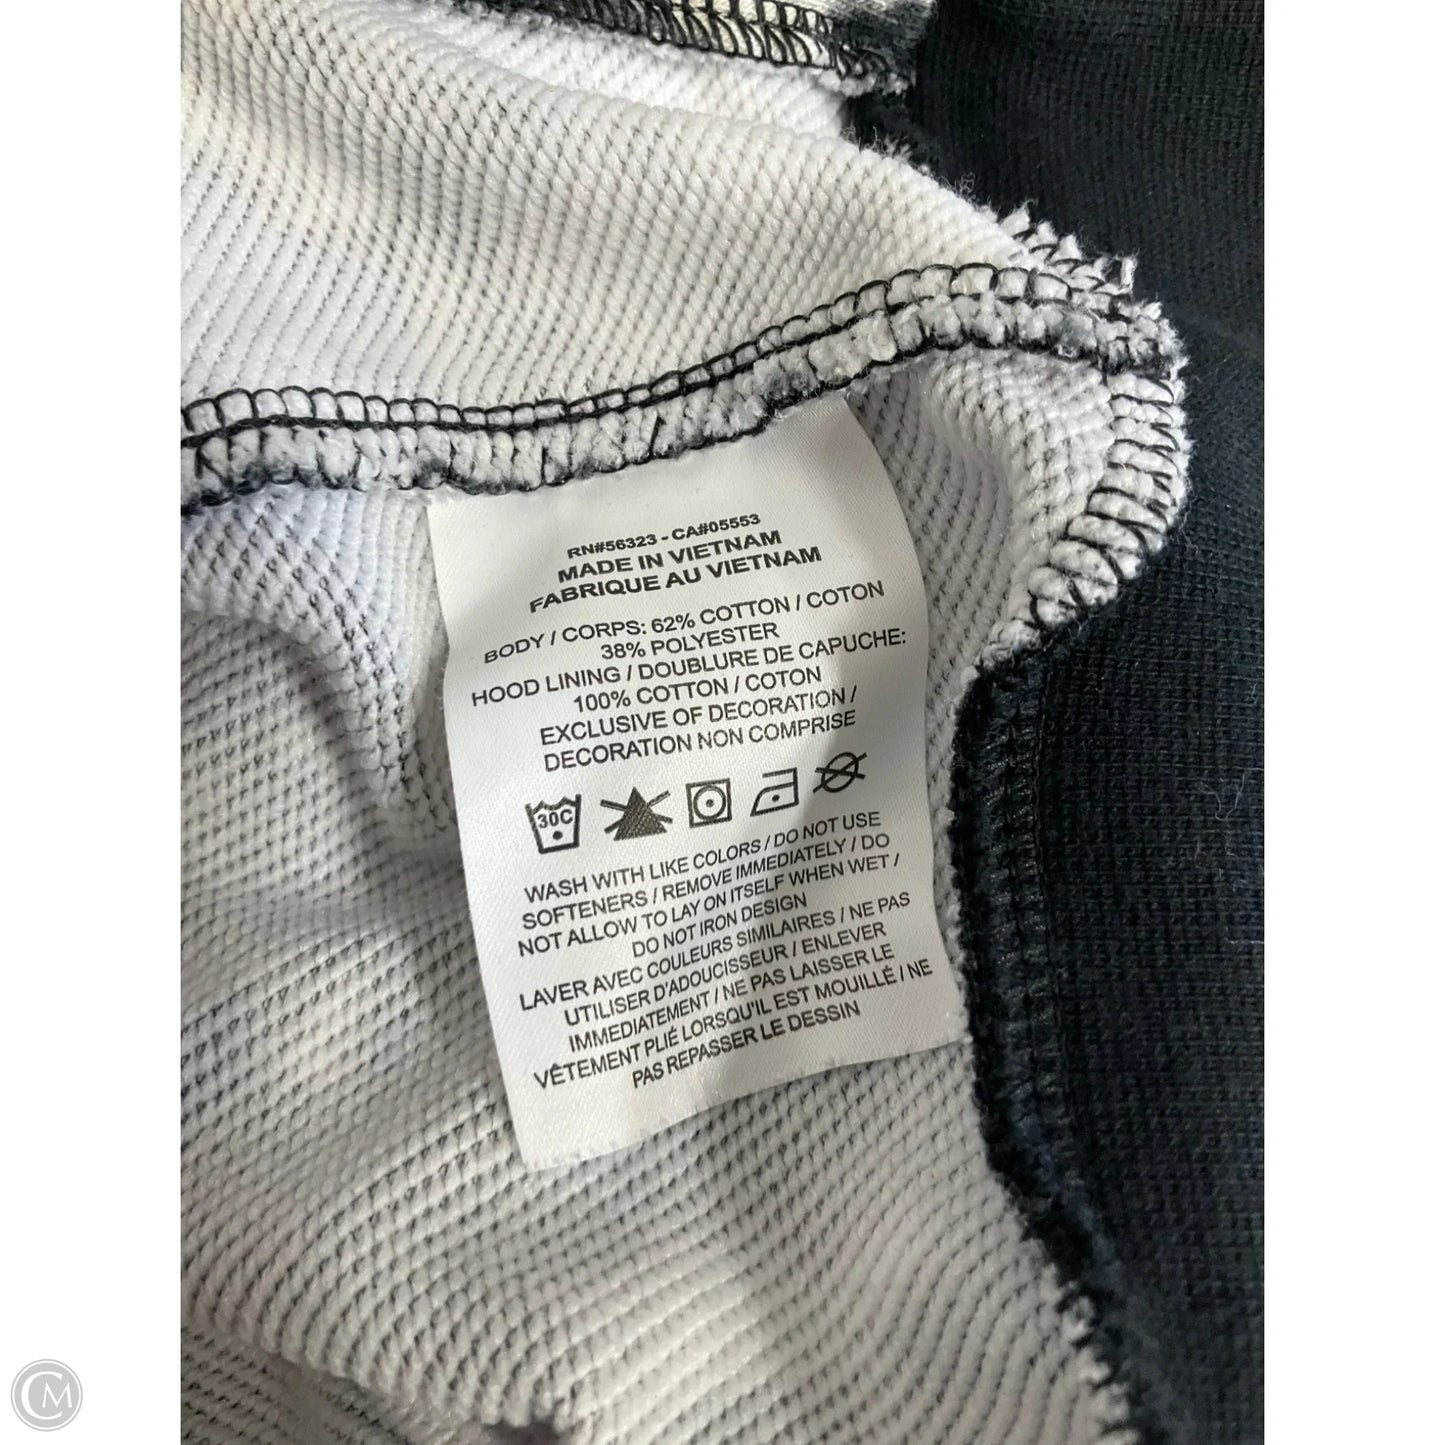 RN#56323 - CA#05553
MADE IN VIETNAM
FABRIQUE AU VIETNAM
BODY / CORPS: 62% COTTON / COTON
38% POLYESTER
HOOD LINING / DOUBLURE DE CAPUCHE:
100% COTTON / COTON
EXCLUSIVE OF DECORATION /
DECORATION NON COMPRISE
30C
WASH WITH LIKE COLORS / DO NOT USE
SOFTENERS / REMOVE IMMEDIATELY / DO
NOT ALLOW TO LAY ON ITSELF WHEN WET /
DO NOT IRON DESIGN
LAVER AVEC COULEURS SIMILAIRES / NE PAS
UTILISER D'ADOUCISSEUR / ENLEVER
IMMEDIATEMENT / NE PAS LAISSER LE
VÊTEMENT PLIÉ LORSQU'IL EST MOUILLÉ / NE
PAS REPASSER LE DESSIN
CM